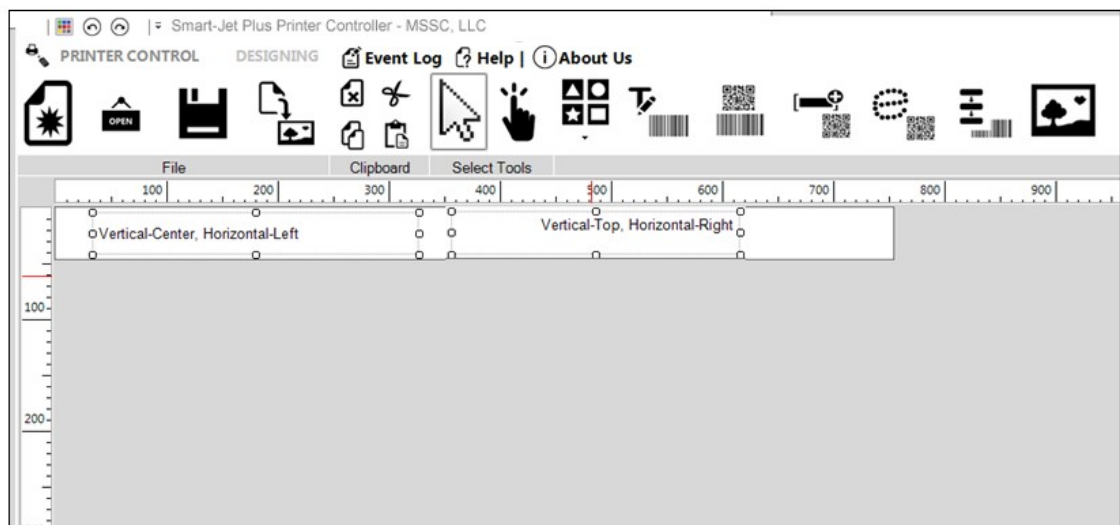 Smart-Jet Plus Printer Controller - MSSC, LLC
PRINTER CONTROL DESIGNING Event Log Help | About Us
OPEN
File Clipboard Select Tools
100 200 300 400 500 600 700 800 900
Vertical-Top, Horizontal-Right
Vertical-Center, Horizontal-Left
100
200